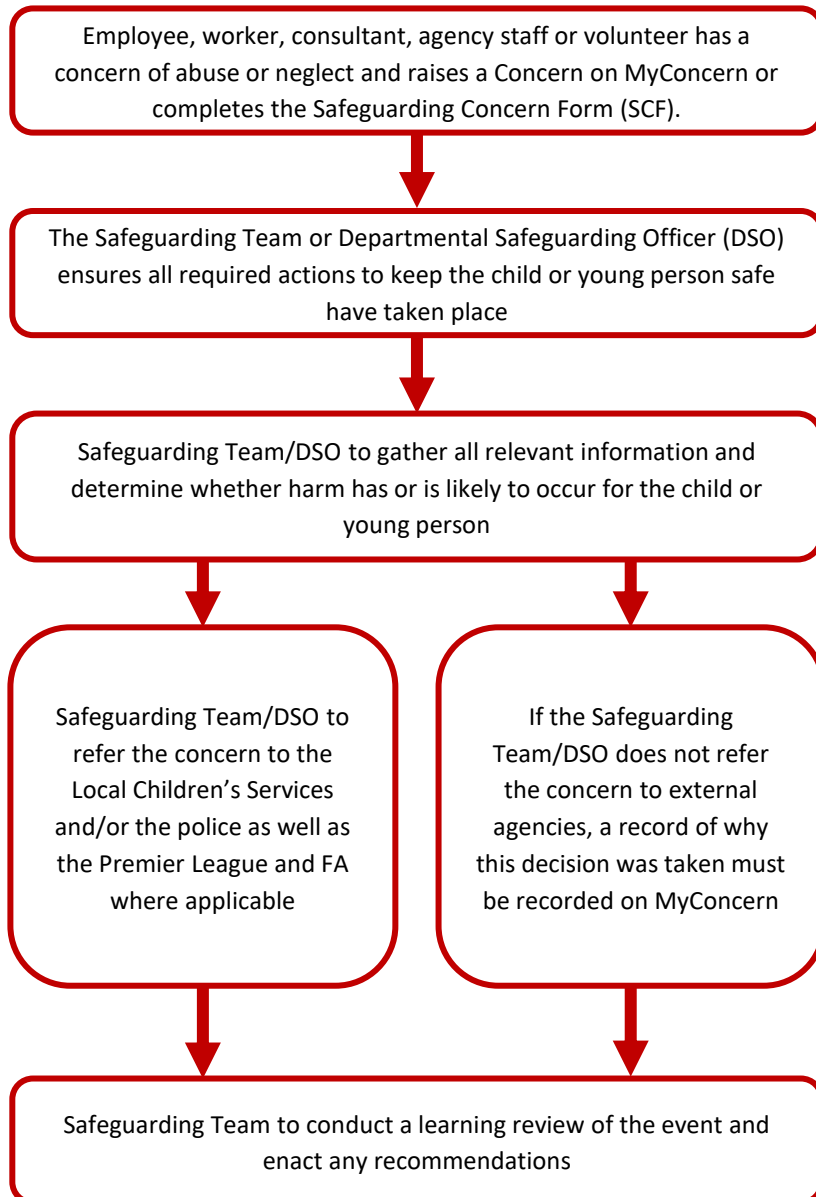 Employee, worker, consultant, agency staff or volunteer has a
concern of abuse or neglect and raises a Concern on MyConcern or
completes the Safeguarding Concern Form (SCF).
The Safeguarding Team or Departmental Safeguarding Officer (DSO)
ensures all required actions to keep the child or young person safe
have taken place
Safeguarding Team/DSO to gather all relevant information and
determine whether harm has or is likely to occur for the child or
young person
Safeguarding Team/DSO to
refer the concern to the
Local Children’s Services
and/or the police as well as
the Premier League and FA
where applicable
If the Safeguarding
Team/DSO does not refer
the concern to external
agencies, a record of why
this decision was taken must
be recorded on MyConcern
Safeguarding Team to conduct a learning review of the event and
enact any recommendations